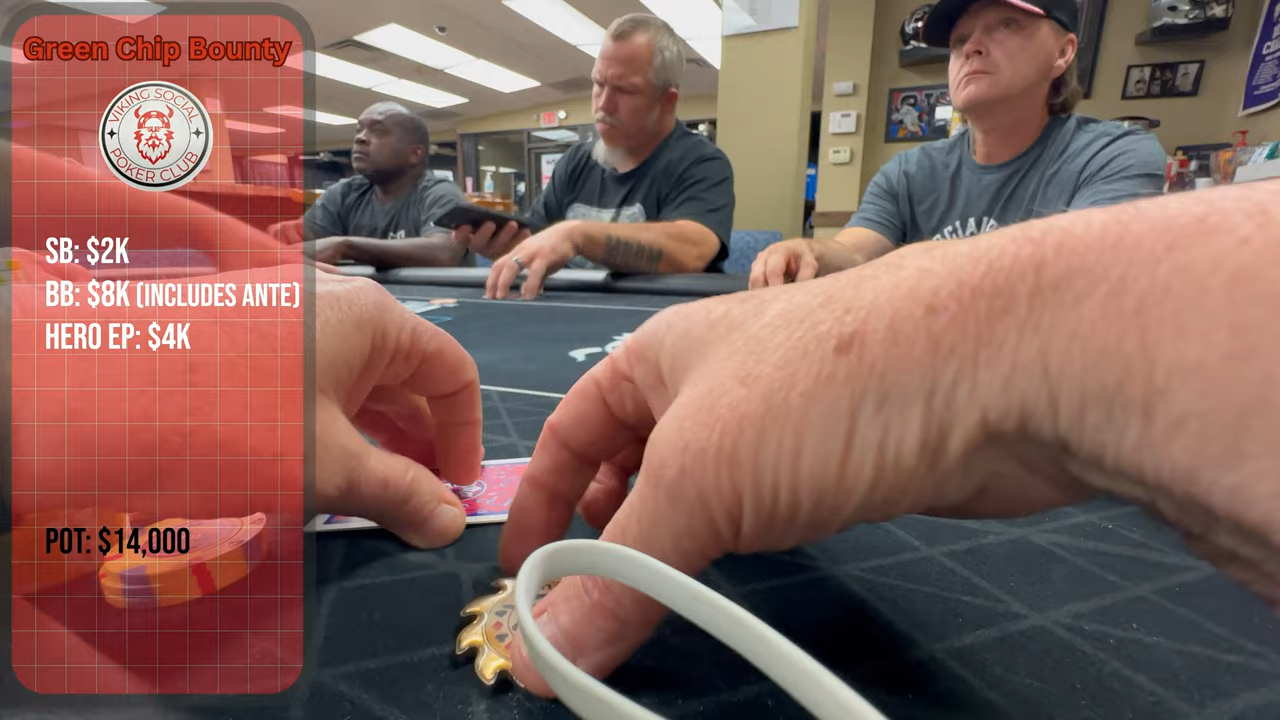 Green Chip Bounty
VIKING SOCIAL
POKER CLUB
SB: $2K
BB: $8K (INCLUDES ANTE)
HERO EP: $4K
POT: $14,000